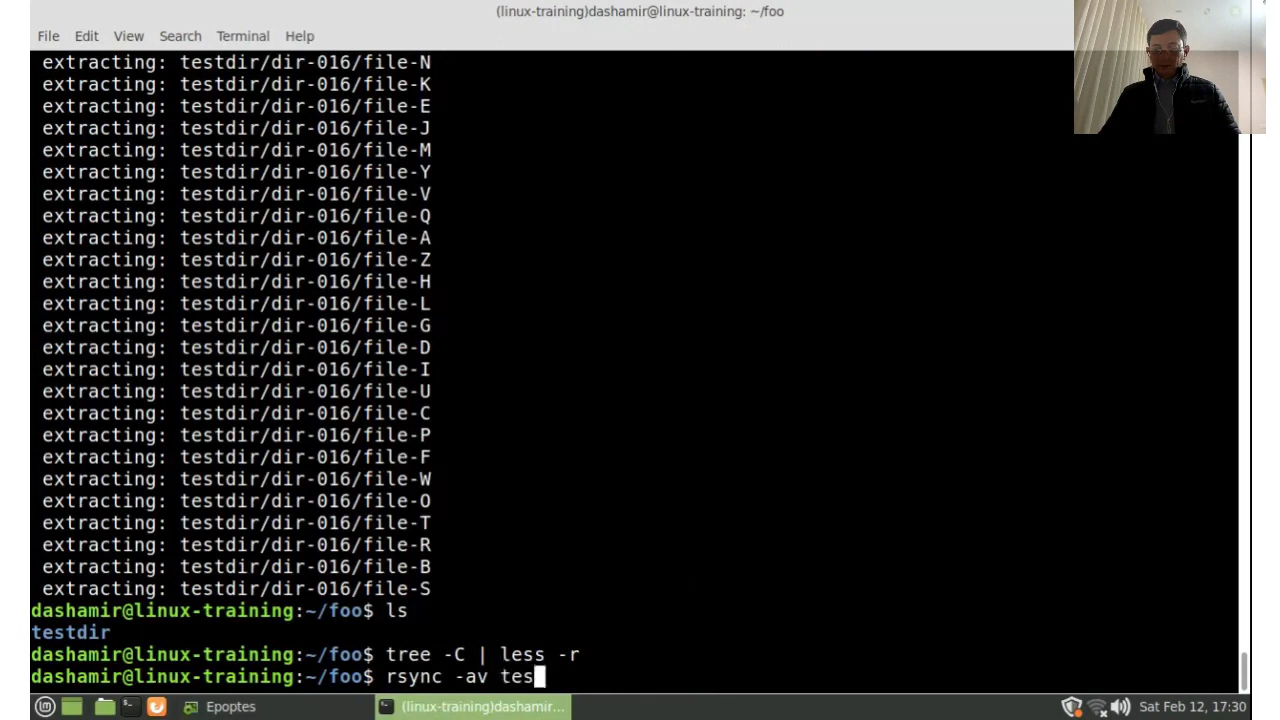 (linux-training)dashamir@linux-training: ~/foo
File Edit View Search Terminal Help
extracting: testdir/dir-016/file-N
extracting: testdir/dir-016/file-K
extracting: testdir/dir-016/file-E
extracting: testdir/dir-016/file-J
extracting: testdir/dir-016/file-M
extracting: testdir/dir-016/file-Y
extracting: testdir/dir-016/file-V
extracting: testdir/dir-016/file-Q
extracting: testdir/dir-016/file-A
extracting: testdir/dir-016/file-Z
extracting: testdir/dir-016/file-H
extracting: testdir/dir-016/file-L
extracting: testdir/dir-016/file-G
extracting: testdir/dir-016/file-D
extracting: testdir/dir-016/file-I
extracting: testdir/dir-016/file-U
extracting: testdir/dir-016/file-C
extracting: testdir/dir-016/file-P
extracting: testdir/dir-016/file-F
extracting: testdir/dir-016/file-W
extracting: testdir/dir-016/file-O
extracting: testdir/dir-016/file-T
extracting: testdir/dir-016/file-R
extracting: testdir/dir-016/file-B
extracting: testdir/dir-016/file-S
dashamir@linux-training:~/foo$ ls
testdir
dashamir@linux-training:~/foo$ tree -C | less -r
dashamir@linux-training:~/foo$ rsync -av tes
Epoptes (linux-training)dashamir... Sat Feb 12, 17:30